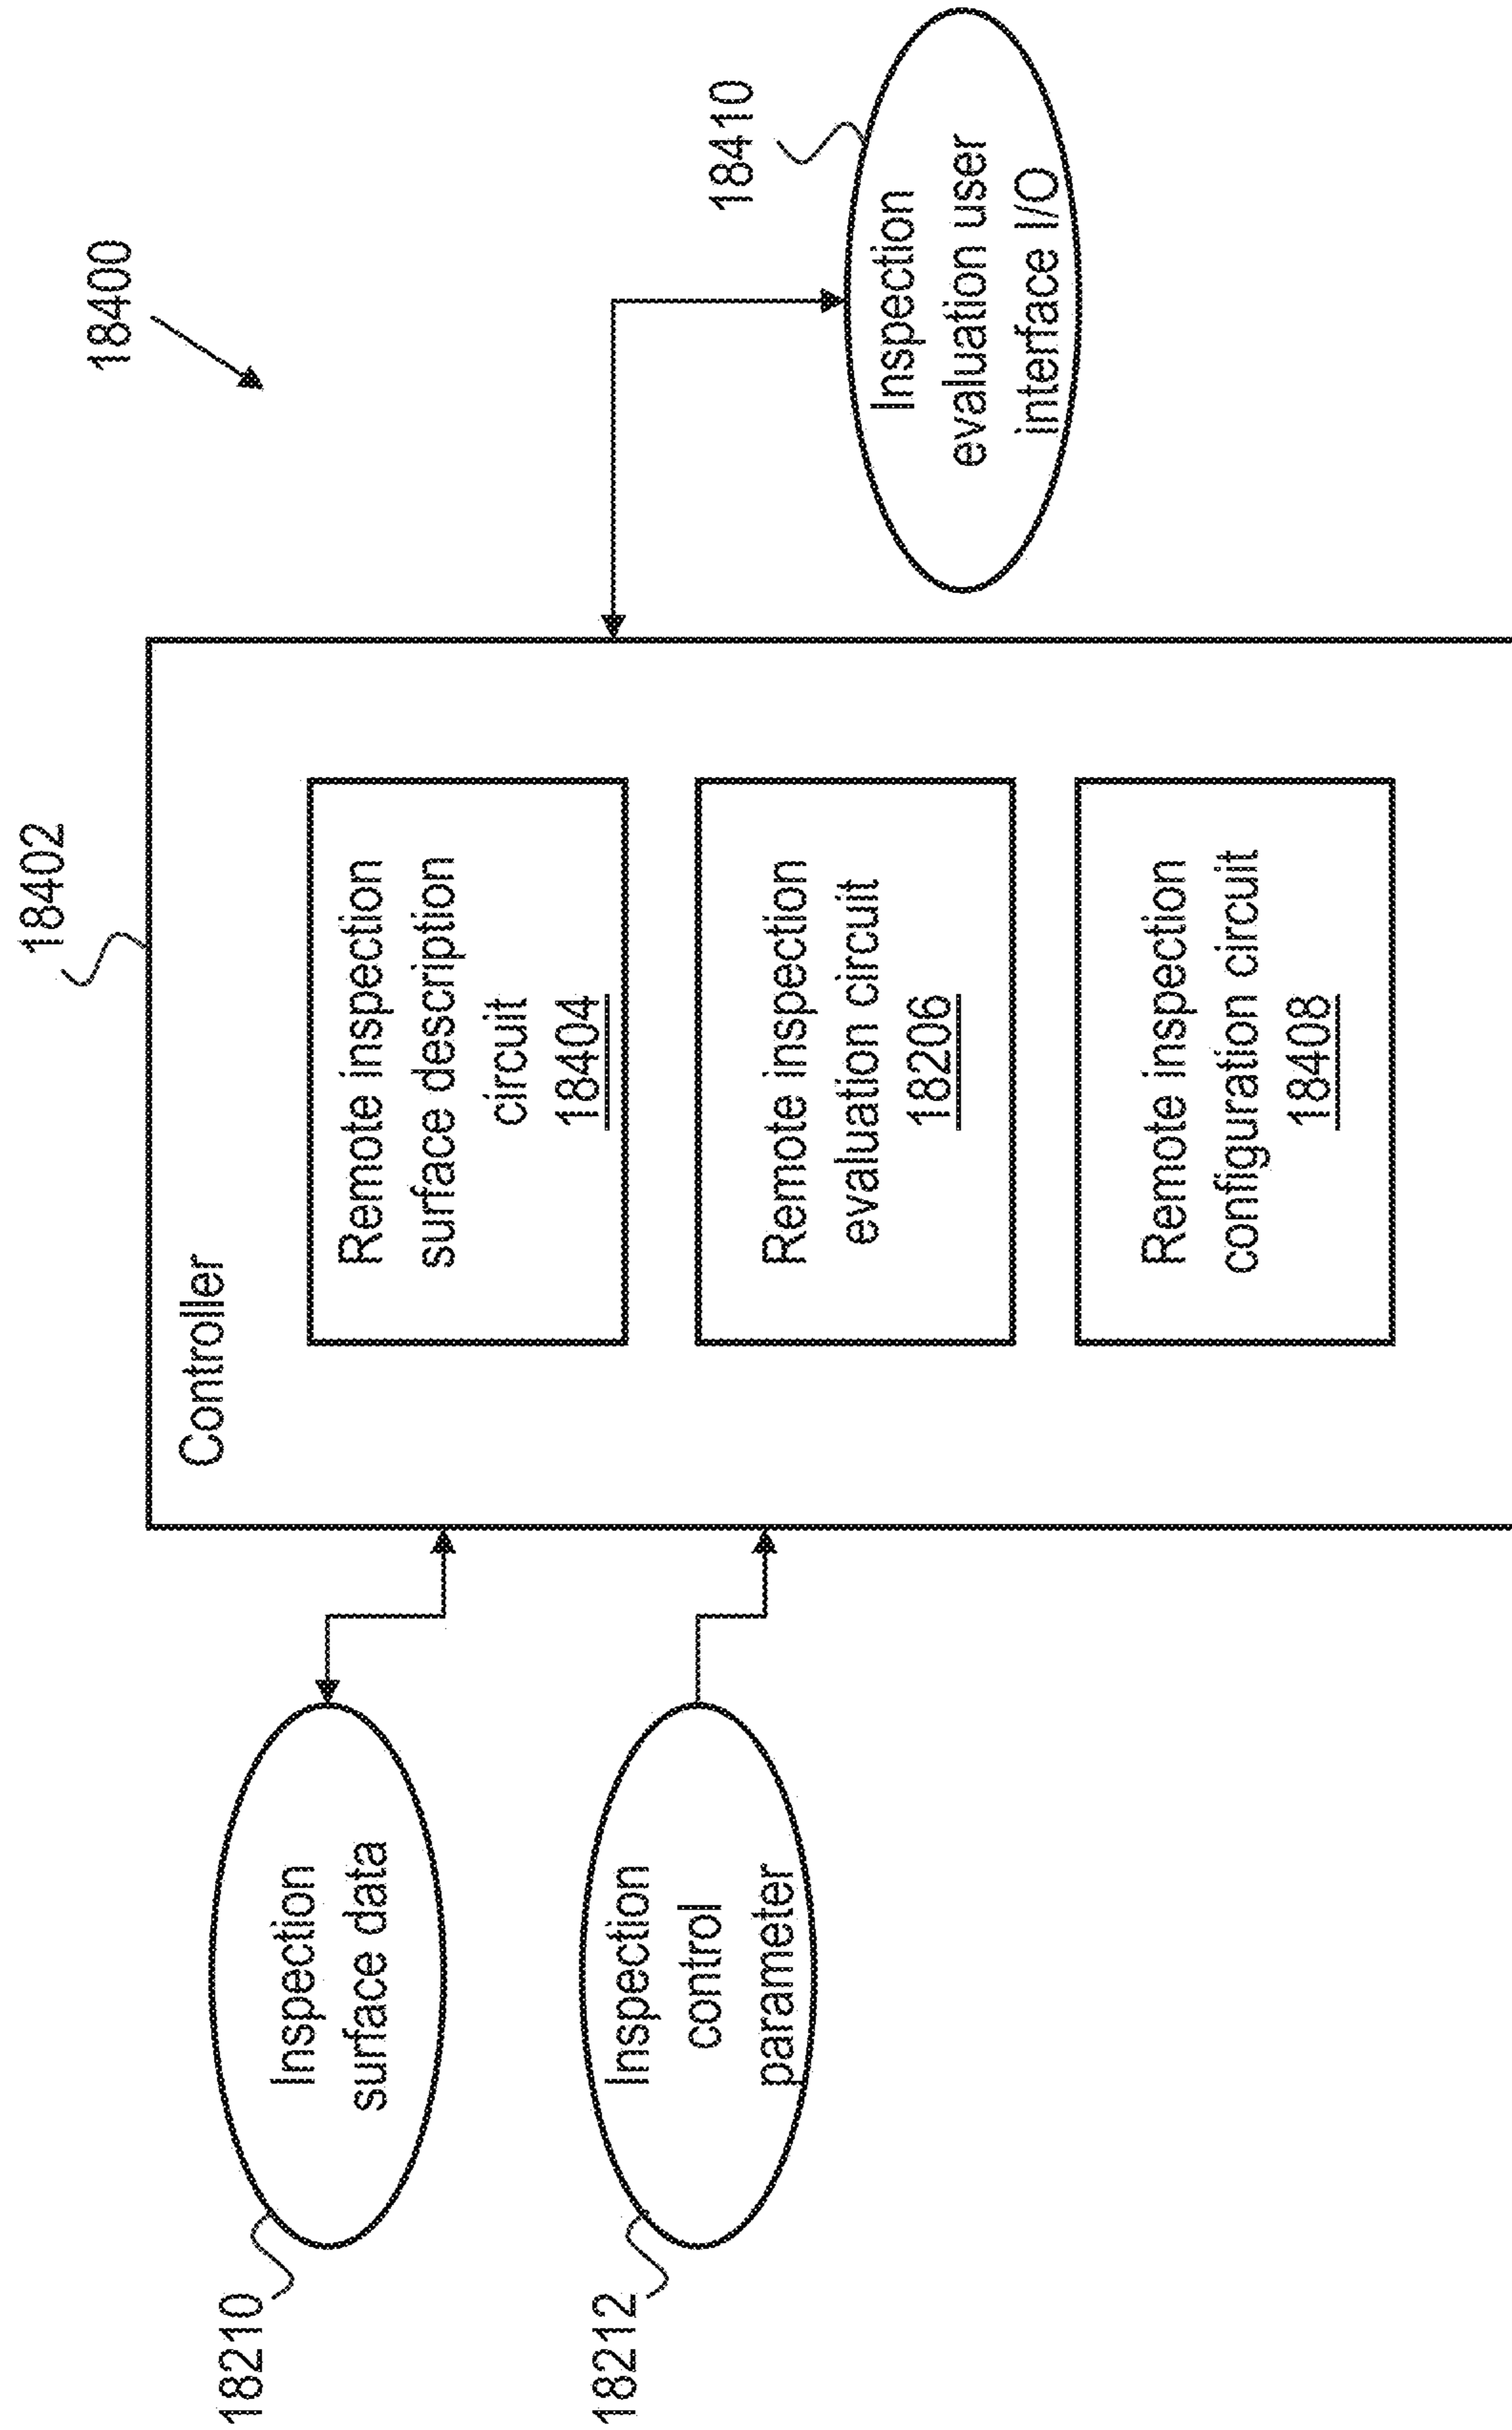 18400
18402
Controller
18210
Inspection
surface data
18212
Inspection
control
parameter
Remote inspection
surface description
circuit
18404
Remote inspection
evaluation circuit
18206
Remote inspection
configuration circuit
18408
18410
Inspection
evaluation user
interface I/O